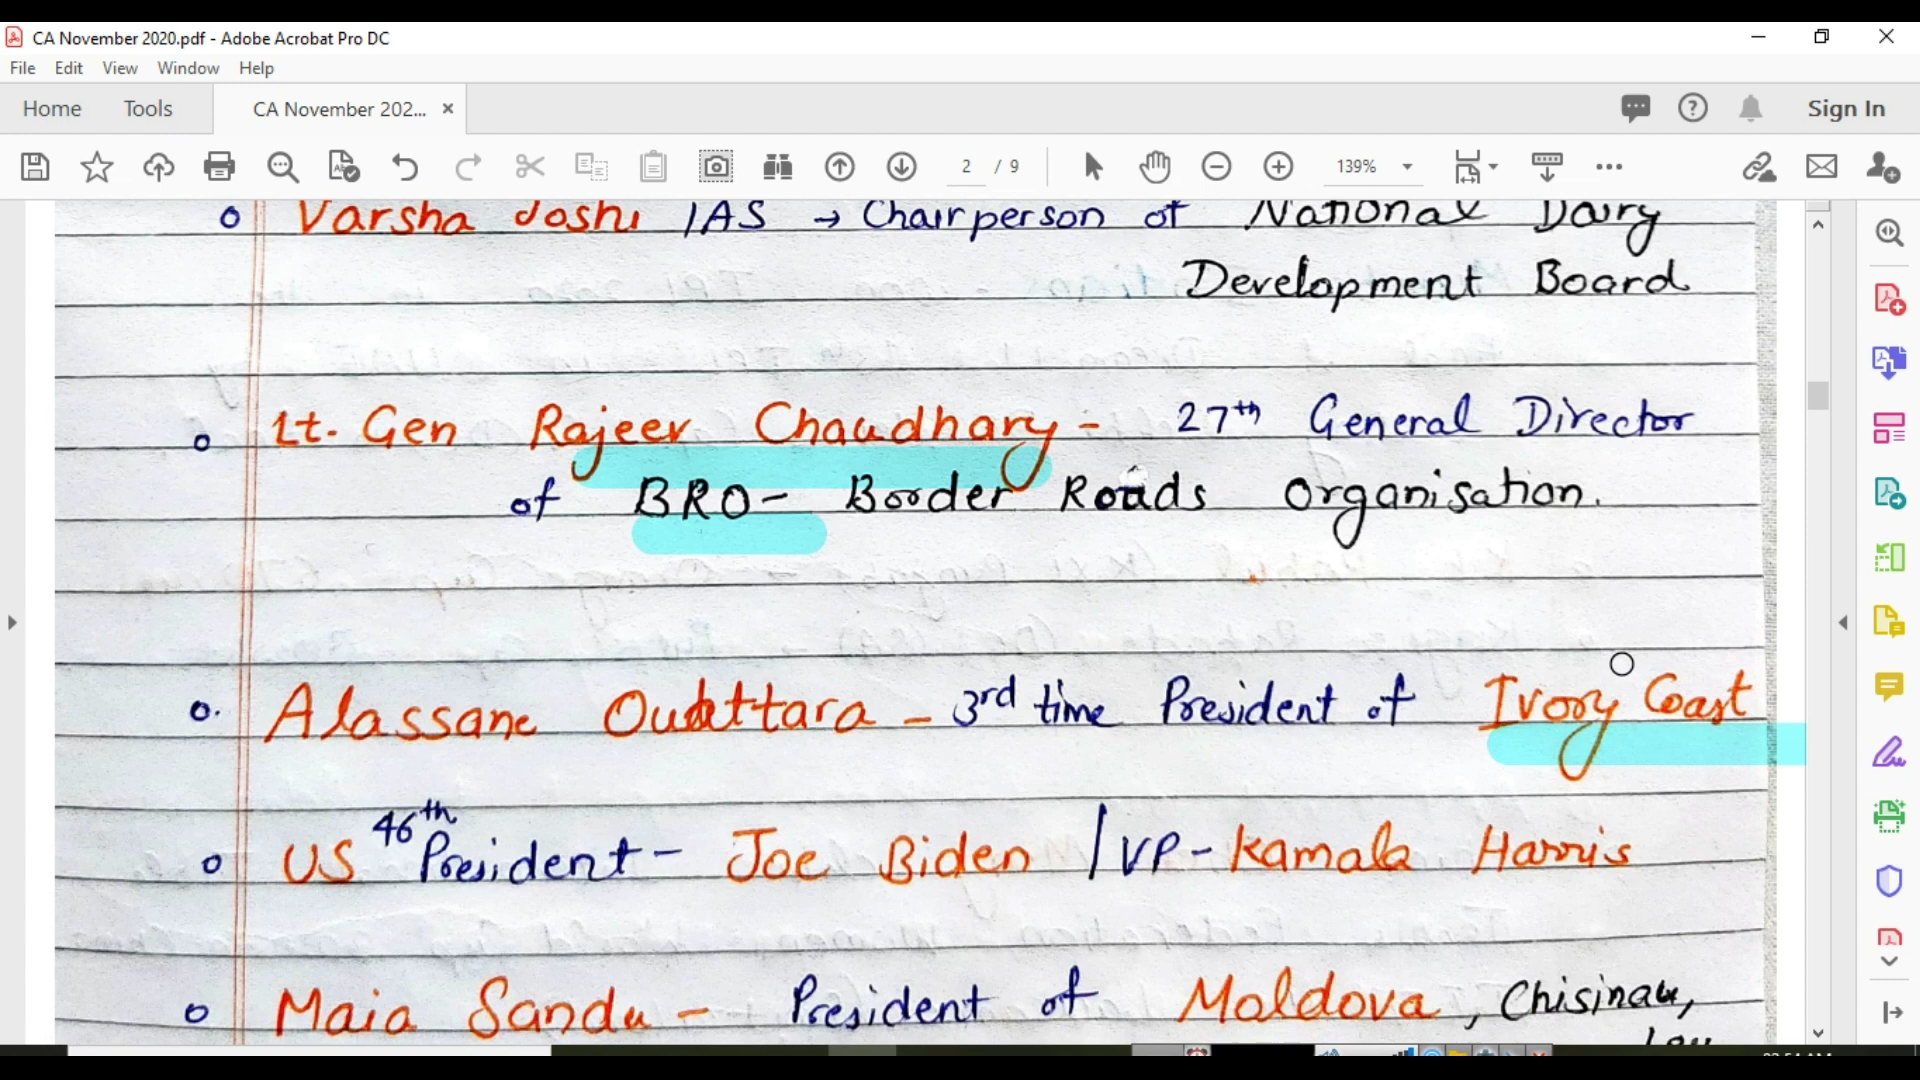 CA November 2020.pdf - Adobe Acrobat Pro DC
File Edit View Window Help
Home Tools CA November 202... × Sign In
2 / 9 139%
o Varsha Joshi IAS → Chairperson of National Dairy
Development Board
o Lt. Gen Rajeev Chaudhary - 27th General Director
of BRO - Border Roads Organisation.
o. Alassane Ouattara - 3rd time President of Ivory Coast
o US 46th President - Joe Biden / VP - Kamala Harris
o Maia Sandu - President of Moldova, Chisinau,